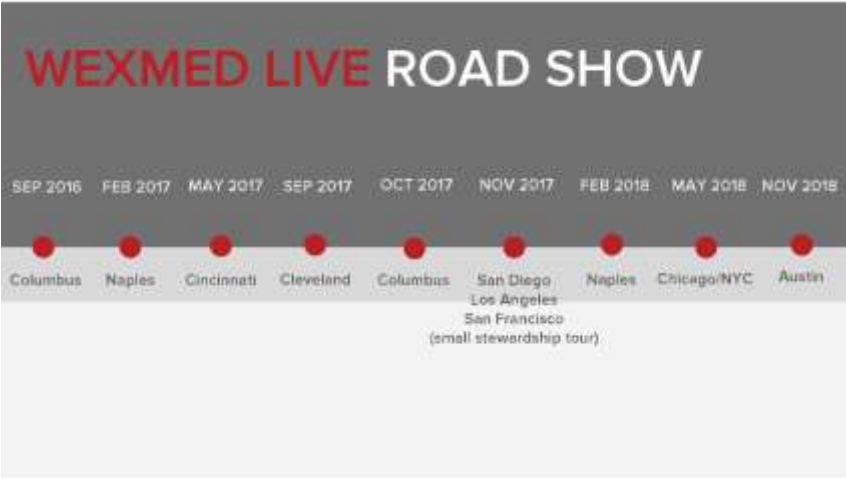 WEXMED LIVE ROAD SHOW
SEP 2016 FEB 2017 MAY 2017 SEP 2017 OCT 2017 NOV 2017 FEB 2018 MAY 2018 NOV 2018
Columbus Naples Cincinnati Cleveland Columbus San Diego Naples Chicago/NYC Austin
Los Angeles
San Francisco
(small stewardship tour)